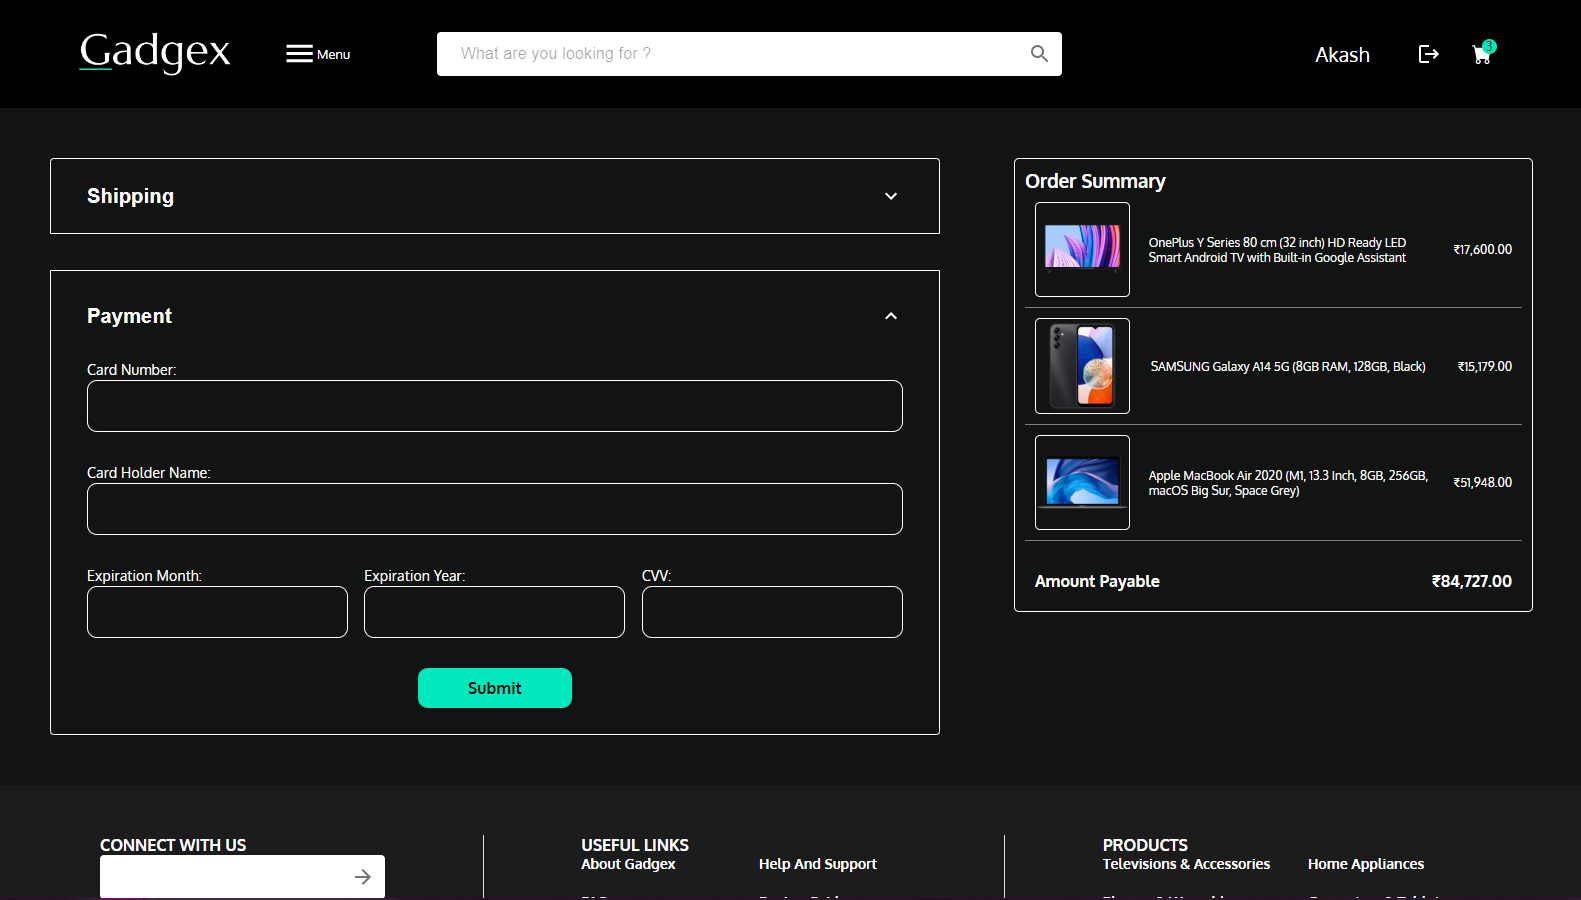 Gadgex
Menu
What are you looking for ?
Akash
3
Shipping
Payment
Card Number:
Card Holder Name:
Expiration Month:
Expiration Year:
CVV:
Submit
Order Summary
OnePlus Y Series 80 cm (32 inch) HD Ready LED
Smart Android TV with Built-in Google Assistant
₹17,600.00
SAMSUNG Galaxy A14 5G (8GB RAM, 128GB, Black)
₹15,179.00
Apple MacBook Air 2020 (M1, 13.3 Inch, 8GB, 256GB,
macOS Big Sur, Space Grey)
₹51,948.00
Amount Payable
₹84,727.00
CONNECT WITH US
USEFUL LINKS
About Gadgex
Help And Support
PRODUCTS
Televisions & Accessories
Home Appliances